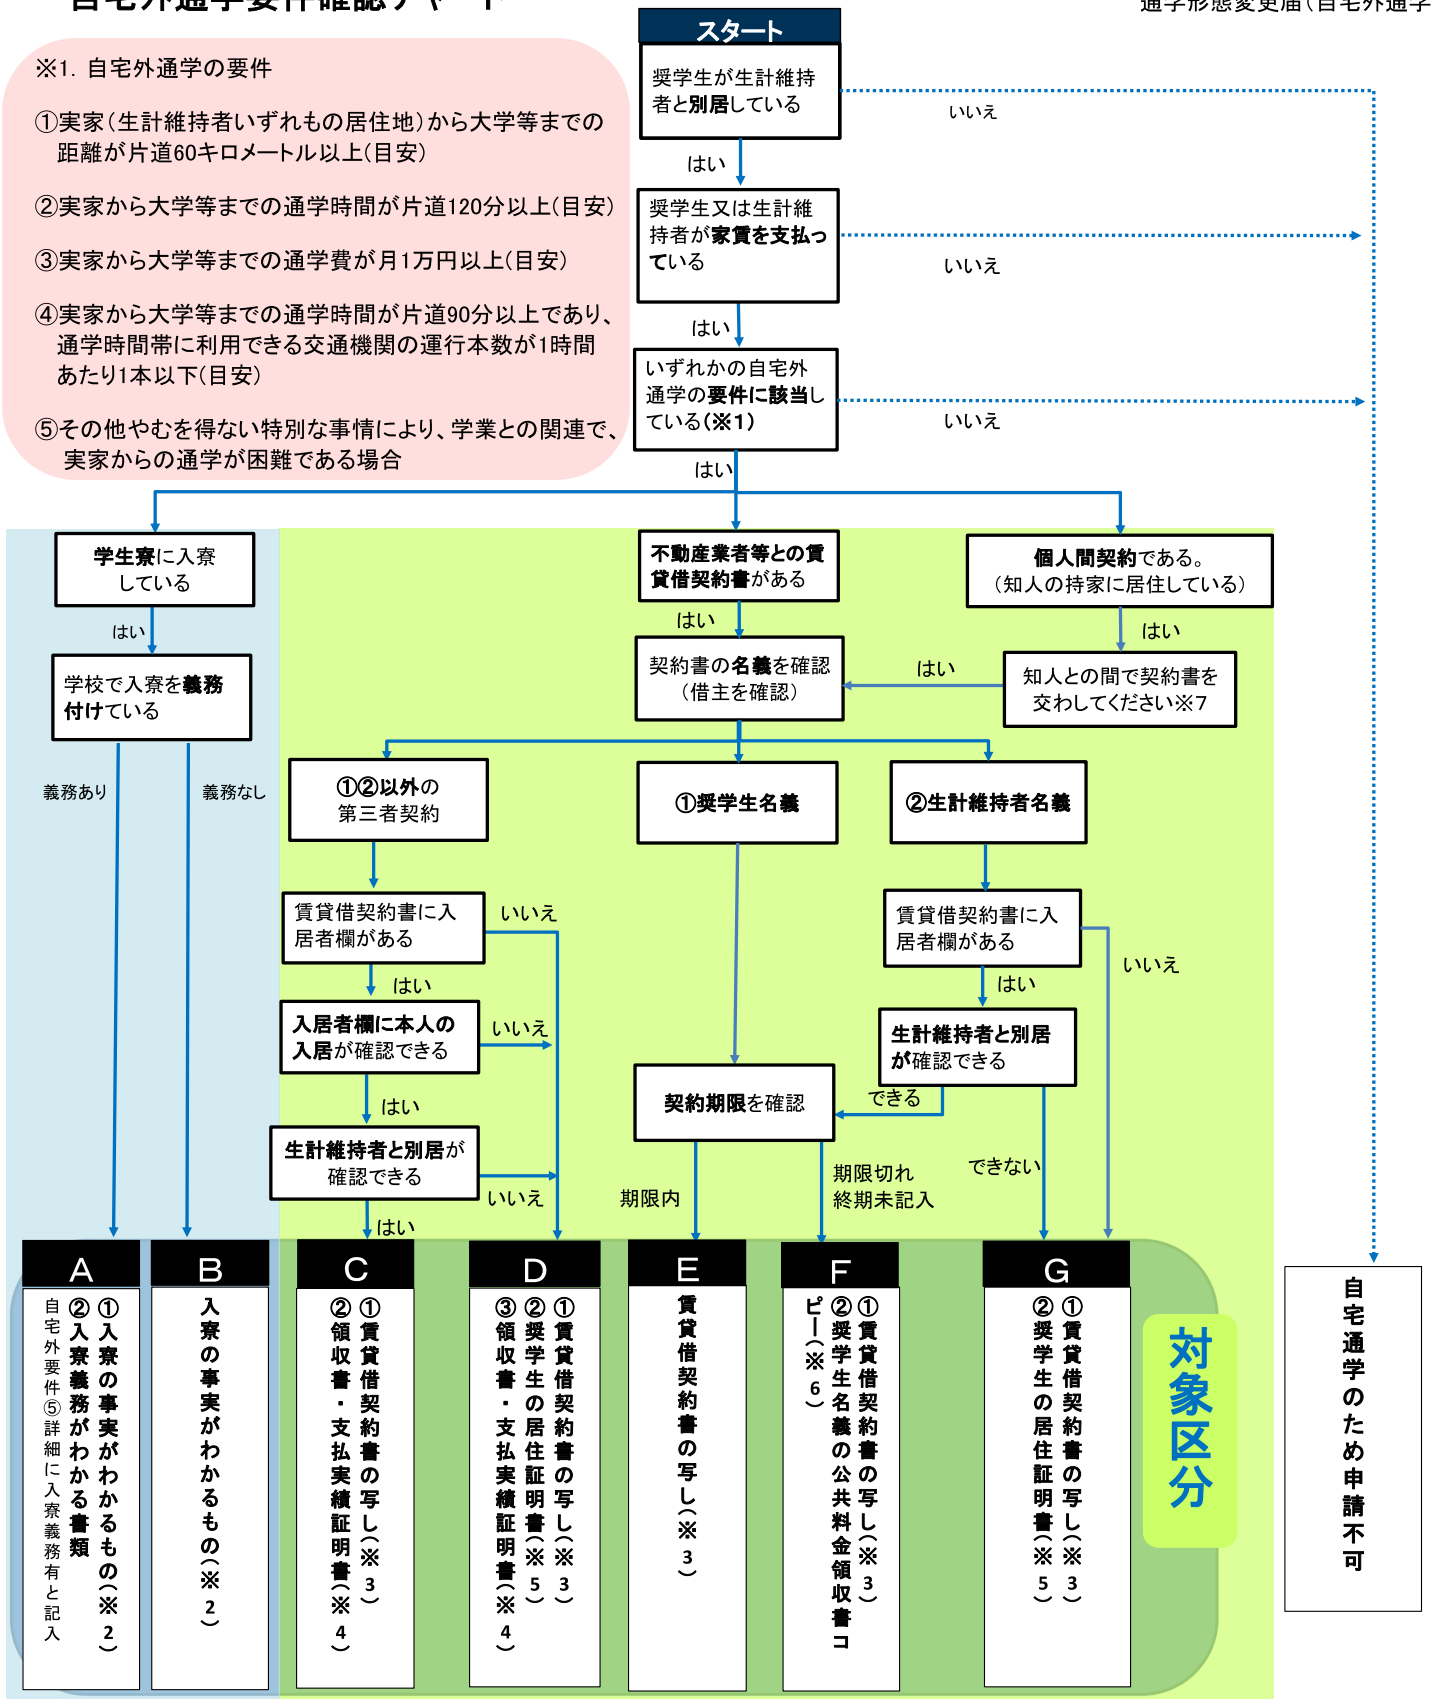 自宅外通学要件確認チャート
通学形態変更届（自宅外通学
※1．自宅外通学の要件
①実家（生計維持者いずれもの居住地）から大学等までの
距離が片道60キロメートル以上(目安）
②実家から大学等までの通学時間が片道120分以上(目安）
③実家から大学等までの通学費が月1万円以上(目安）
④実家から大学等までの通学時間が片道90分以上であり、
通学時間帯に利用できる交通機関の運行本数が1時間
あたり1本以下(目安）
⑤その他やむを得ない特別な事情により、学業との関連で、
実家からの通学が困難である場合
スタート
奨学生が生計維持
者と別居している
いいえ
はい
奨学生又は生計維
持者が家賃を支払っ
ている
いいえ
はい
いずれかの自宅外
通学の要件に該当し
ている(※1)
いいえ
はい
学生寮に入寮
している
はい
学校で入寮を義務
付けている
義務あり
義務なし
不動産業者等との賃
貸借契約書がある
はい
契約書の名義を確認
（借主を確認）
個人間契約である。
（知人の持家に居住している）
はい
知人との間で契約書を
交わしてください※7
はい
①②以外の
第三者契約
①奨学生名義
②生計維持者名義
賃貸借契約書に入
居者欄がある
いいえ
はい
入居者欄に本人の
入居が確認できる
いいえ
はい
生計維持者と別居が
確認できる
いいえ
はい
賃貸借契約書に入
居者欄がある
いいえ
はい
生計維持者と別居
が確認できる
できる
できない
契約期限を確認
期限内
期限切れ
終期未記入
A
①入寮の事実がわかるもの(※2)
②入寮義務がわかる書類
自宅外要件⑤詳細に入寮義務有と記入
B
入寮の事実がわかるもの(※2)
C
①賃貸借契約書の写し(※3)
②領収書・支払実績証明書(※4)
D
①賃貸借契約書の写し(※3)
②奨学生の居住証明書(※5)
③領収書・支払実績証明書(※4)
E
賃貸借契約書の写し(※3)
F
①賃貸借契約書の写し(※3)
②奨学生名義の公共料金領収書コ
ピー(※6)
G
①賃貸借契約書の写し(※3)
②奨学生の居住証明書(※5)
対象区分
自宅通学のため申請不可